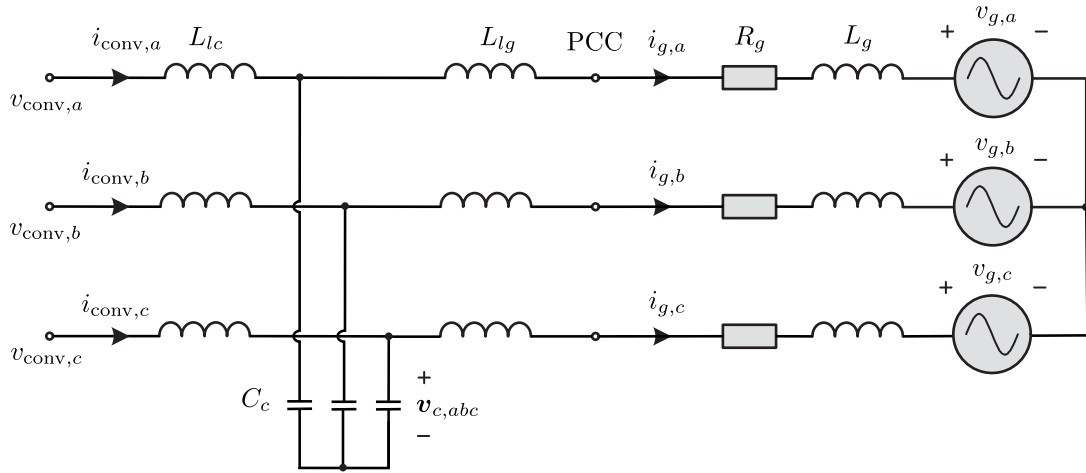 i_conv,a L_lc L_lg PCC i_g,a R_g L_g v_g,a
+ −
v_conv,a
i_conv,b i_g,b v_g,b
+ −
v_conv,b
i_conv,c i_g,c v_g,c
+ −
v_conv,c
C_c + v_c,abc −